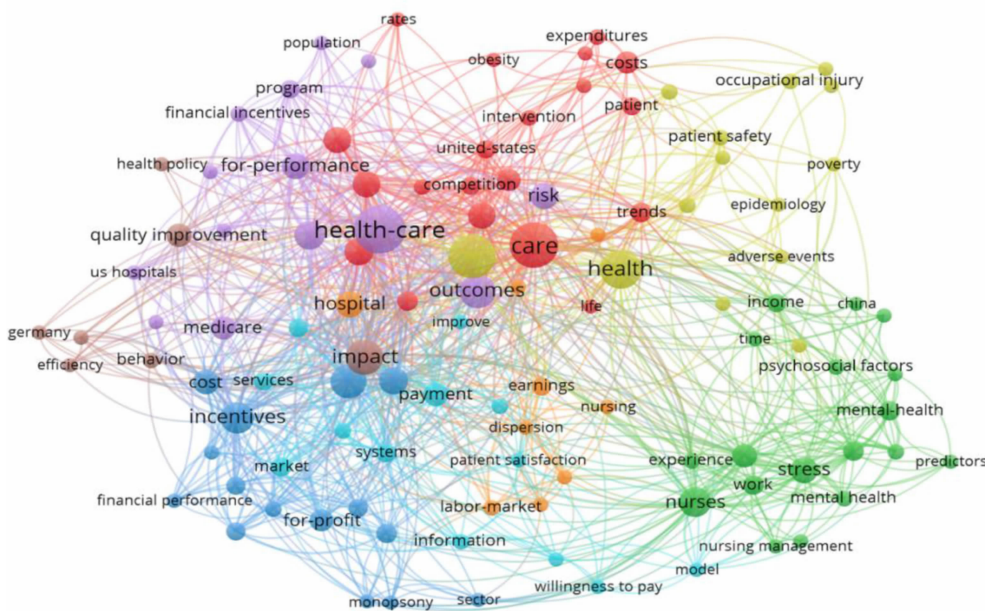 rates
population
expenditures
obesity
costs
occupational injury
program
financial incentives
patient
intervention
patient safety
united-states
health policy
for-performance
poverty
competition
risk
epidemiology
trends
health-care
quality improvement
care
adverse events
us hospitals
health
outcomes
hospital
life
income
china
improve
medicare
germany
time
efficiency
behavior
impact
psychosocial factors
cost
services
payment
earnings
nursing
mental-health
incentives
dispersion
market
systems
patient satisfaction
experience
stress
predictors
work
financial performance
mental health
nurses
labor-market
for-profit
information
nursing management
model
willingness to pay
monopsony
sector